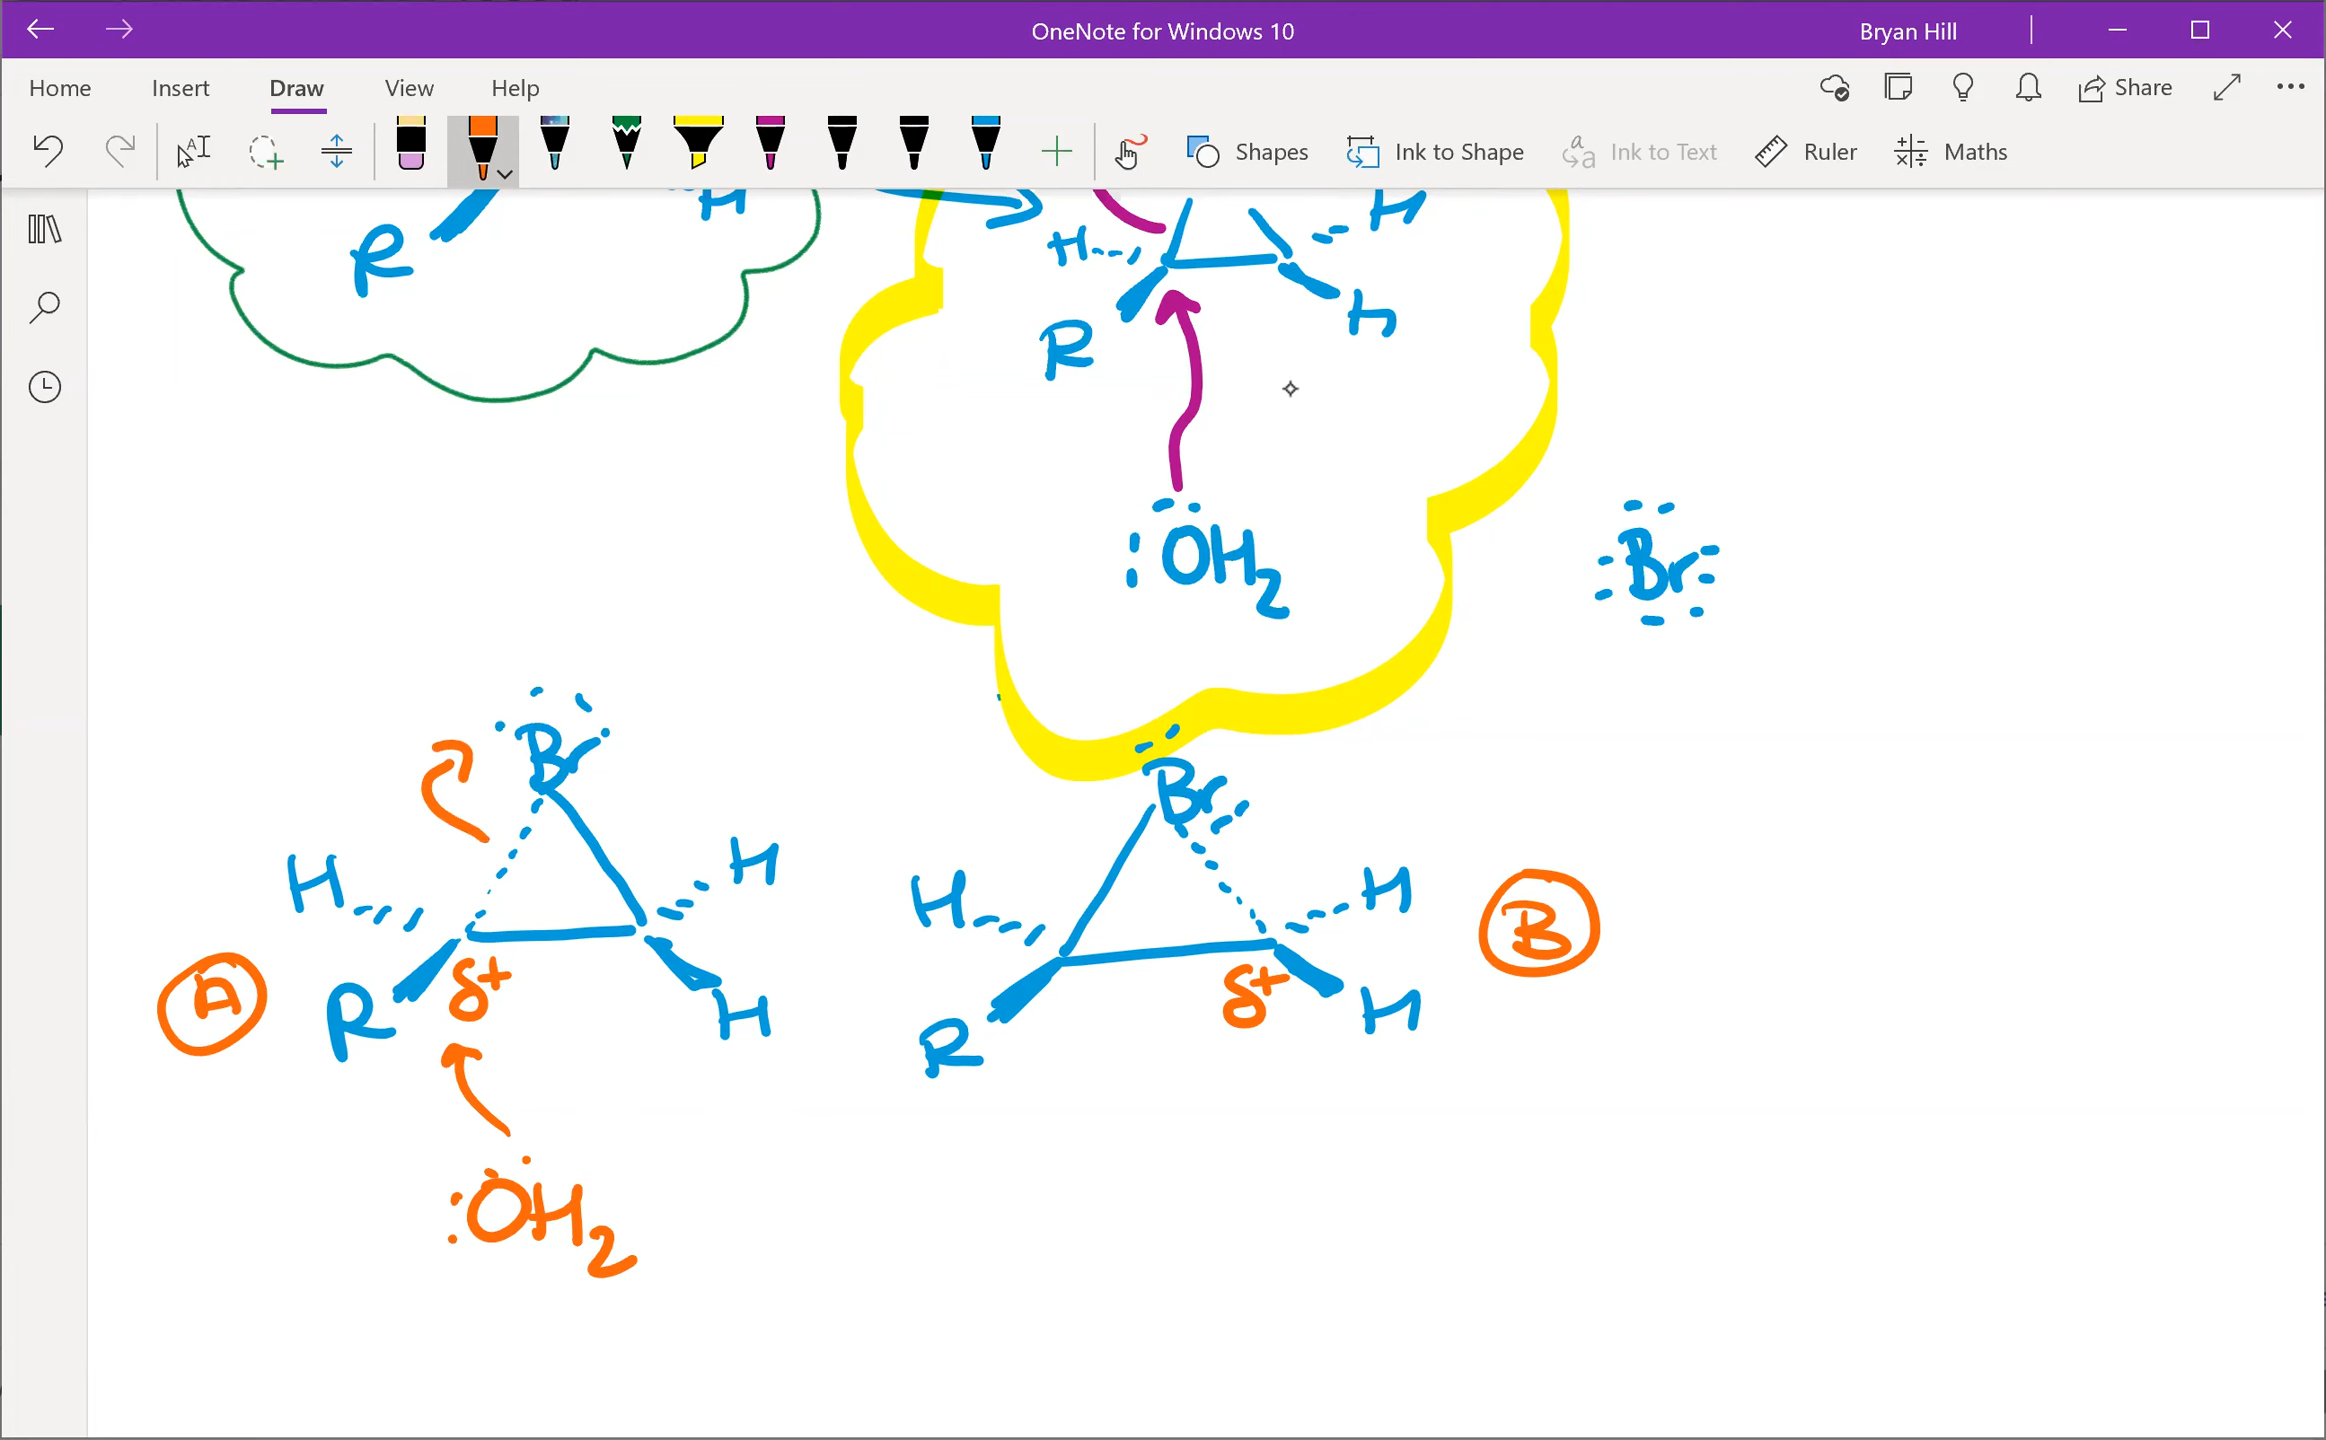 OneNote for Windows 10
Bryan Hill
Home Insert Draw View Help
Share
Shapes Ink to Shape Ink to Text Ruler Maths
H
R
H
H
H
R
OH2
Br
Br
H
H
A
R
δ+
H
OH2
Br
H
H
B
R
δ+
H